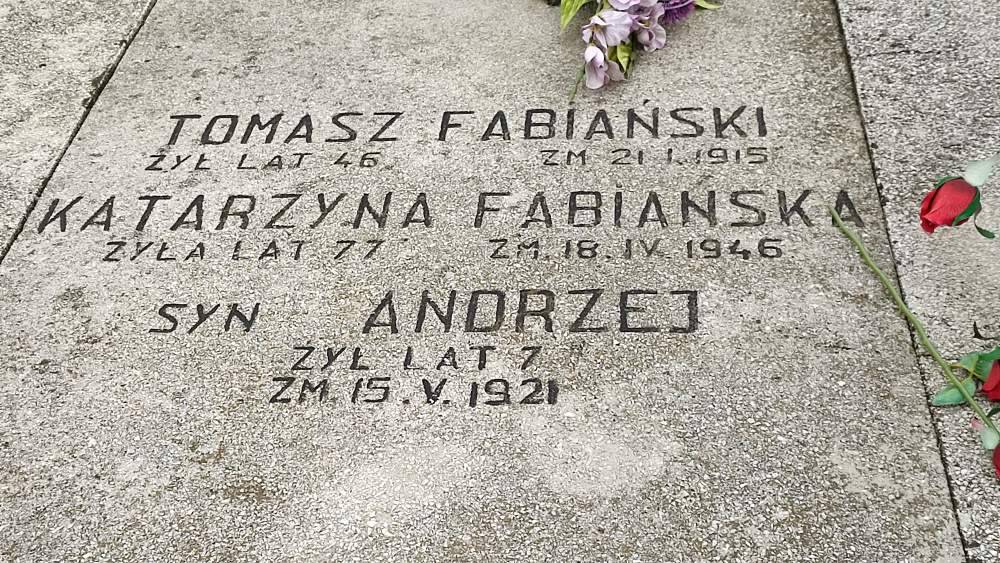 TOMASZ FABIAŃSKI
ŻYŁ LAT 46 ZM 21 I. 1915
KATARZYNA FABIANSKA
ŻYŁA LAT 77 ZM. 18. IV. 1946
SYN ANDRZEJ
ŻYŁ LAT 7
ZM. 15. V. 1921